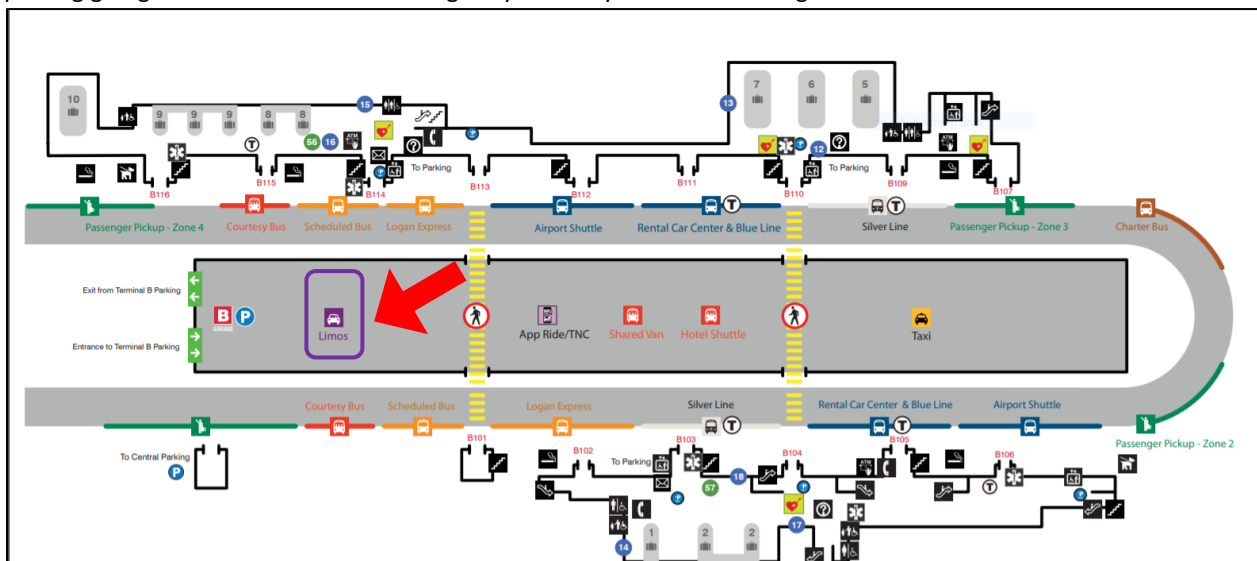 10
9
9
9
8
8
15
56
16
ATM
T
7
6
5
13
12
ATM
To Parking
To Parking
B116
B115
B114
B113
B112
B111
B110
B109
B107
Passenger Pickup - Zone 4
Courtesy Bus
Scheduled Bus
Logan Express
Airport Shuttle
T
Rental Car Center & Blue Line
T
Silver Line
Passenger Pickup - Zone 3
Charter Bus
Exit from Terminal B Parking
B
GARAGE
P
Entrance to Terminal B Parking
Limos
App Ride/TNC
Shared Van
Hotel Shuttle
Taxi
Courtesy Bus
Scheduled Bus
Logan Express
Silver Line
T
Rental Car Center & Blue Line
T
Airport Shuttle
Passenger Pickup - Zone 2
To Central Parking
P
B101
B102
To Parking
B103
B104
ATM
B105
B106
T
57
18
17
14
1
2
2